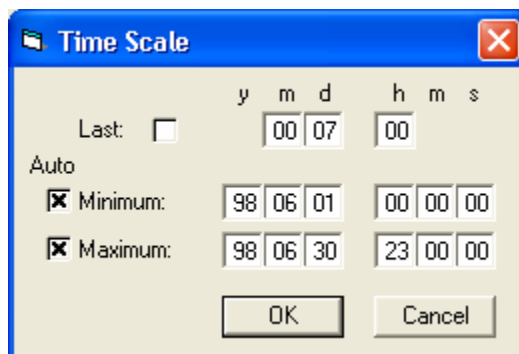 Time Scale
y m d h m s
Last: 00 07 00
Auto
Minimum: 98 06 01 00 00 00
Maximum: 98 06 30 23 00 00
OK Cancel